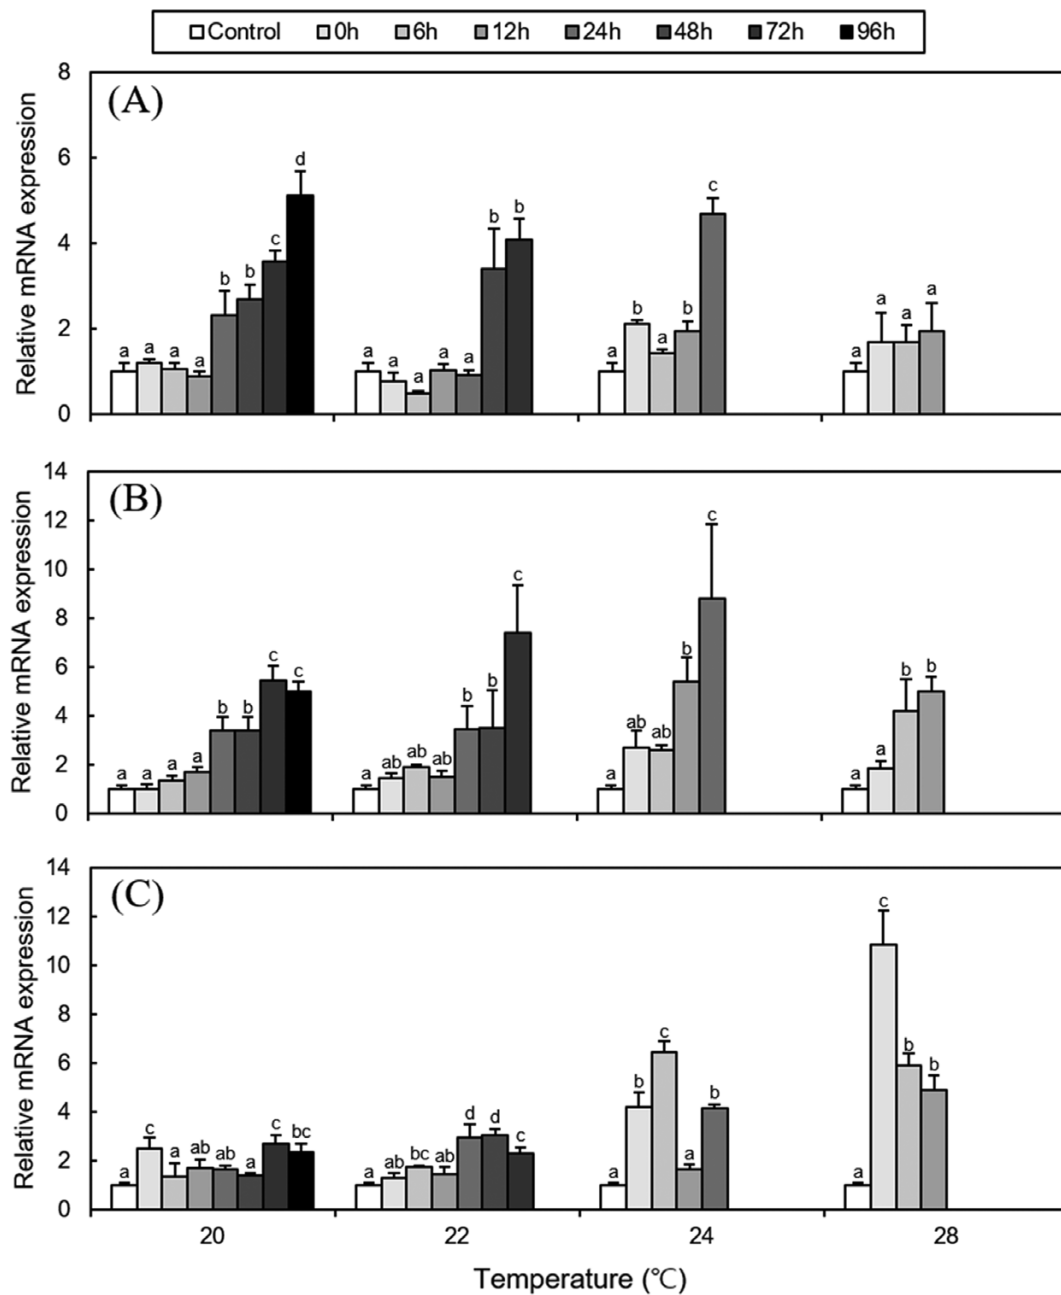 Control 0h 6h 12h 24h 48h 72h 96h
(A)
Relative mRNA expression
8
6
4
2
0
a a a a b b c d
a a a a a b b
a b a b c
a a a a
(B)
Relative mRNA expression
14
12
10
8
6
4
2
0
a a a a b b c c
a ab ab ab b b c
a ab ab b c
a a b b
(C)
Relative mRNA expression
14
12
10
8
6
4
2
0
a c a ab ab a c bc
a ab bc ab d d c
a b c a b
a c b b
20 22 24 28
Temperature (℃)